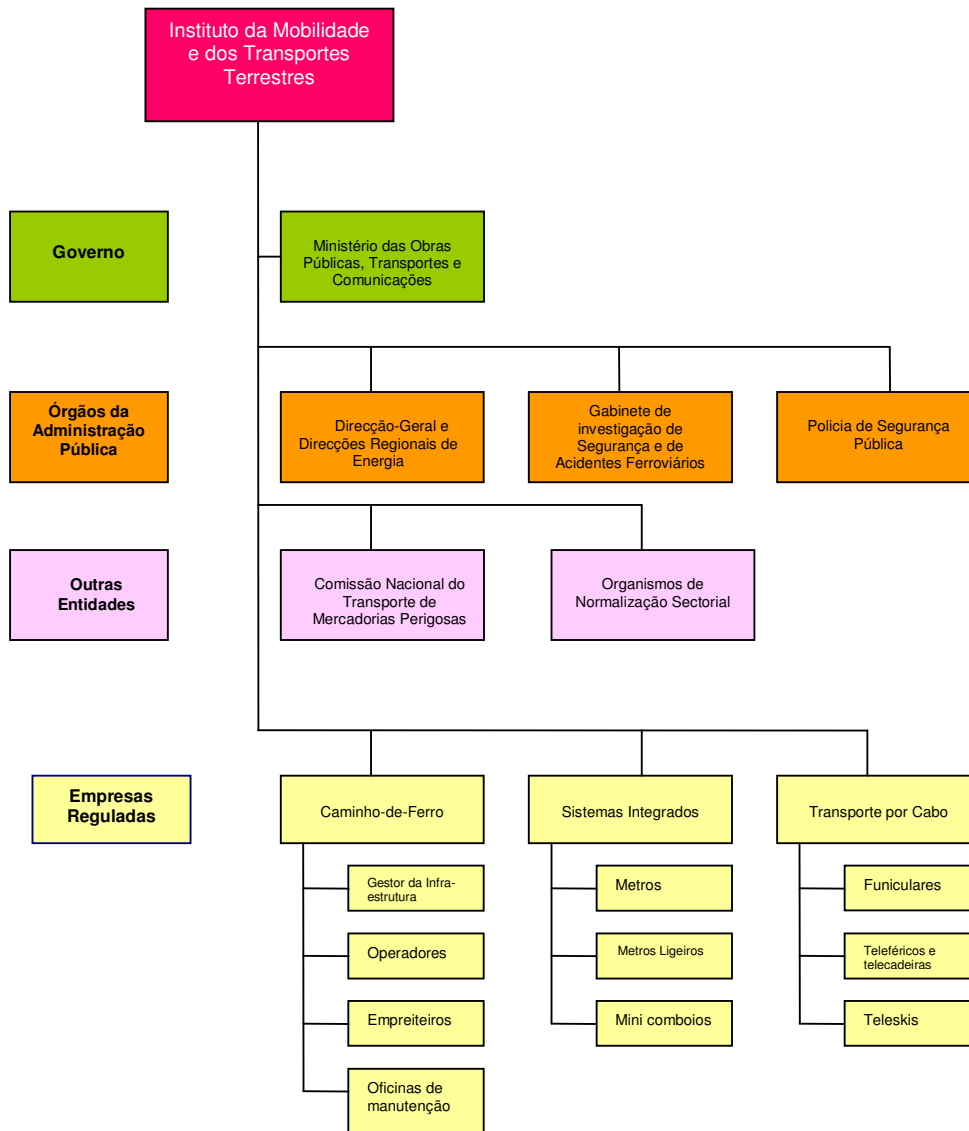 Instituto da Mobilidade
e dos Transportes
Terrestres
Governo
Ministério das Obras
Públicas, Transportes e
Comunicações
Órgãos da
Administração
Pública
Direcção-Geral e
Direcções Regionais de
Energia
Gabinete de
investigação de
Segurança e de
Acidentes Ferroviários
Policia de Segurança
Pública
Outras
Entidades
Comissão Nacional do
Transporte de
Mercadorias Perigosas
Organismos de
Normalização Sectorial
Empresas
Reguladas
Caminho-de-Ferro
Sistemas Integrados
Transporte por Cabo
Gestor da Infra-
estrutura
Metros
Funiculares
Operadores
Metros Ligeiros
Teleféricos e
telecadeiras
Empreiteiros
Mini comboios
Teleskis
Oficinas de
manutenção